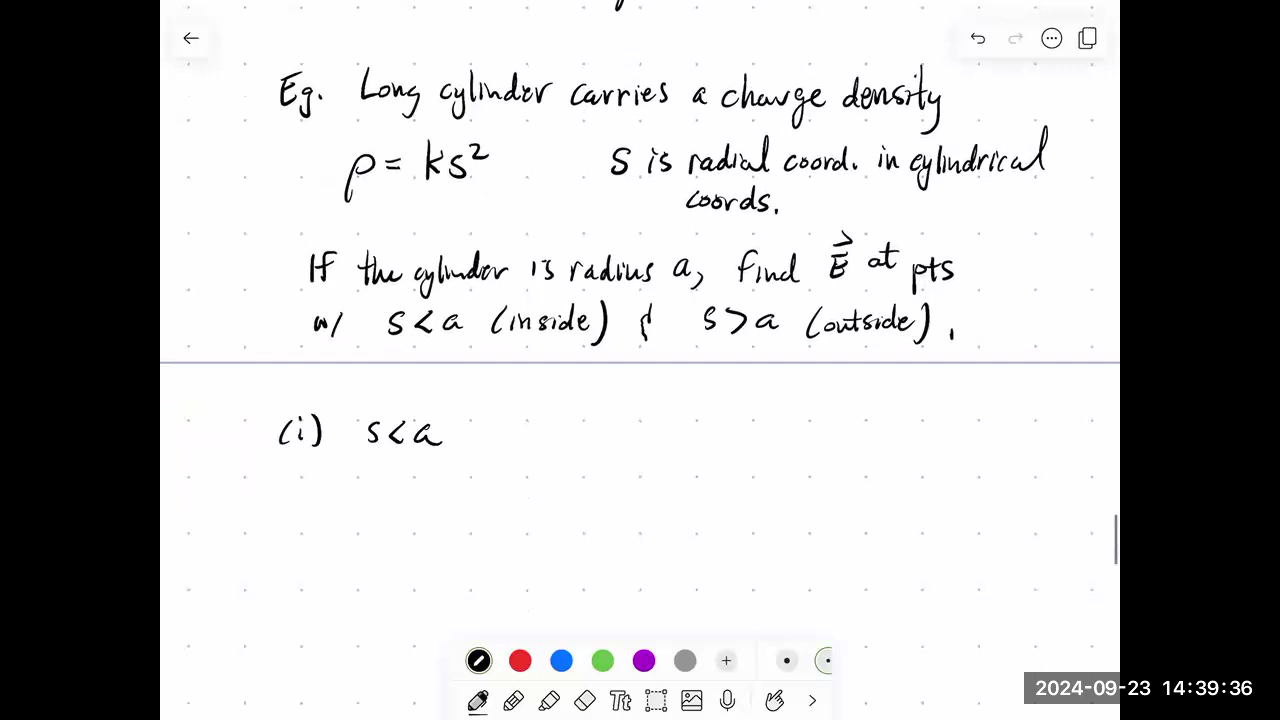 Eg. Long cylinder carries a charge density
ρ = ks² S is radial coord. in cylindrical
coords.
If the cylinder is radius a, find E⃗ at pts
w/ s<a (inside) & s>a (outside).
(i) s<a
Tt
2024-09-23 14:39:36